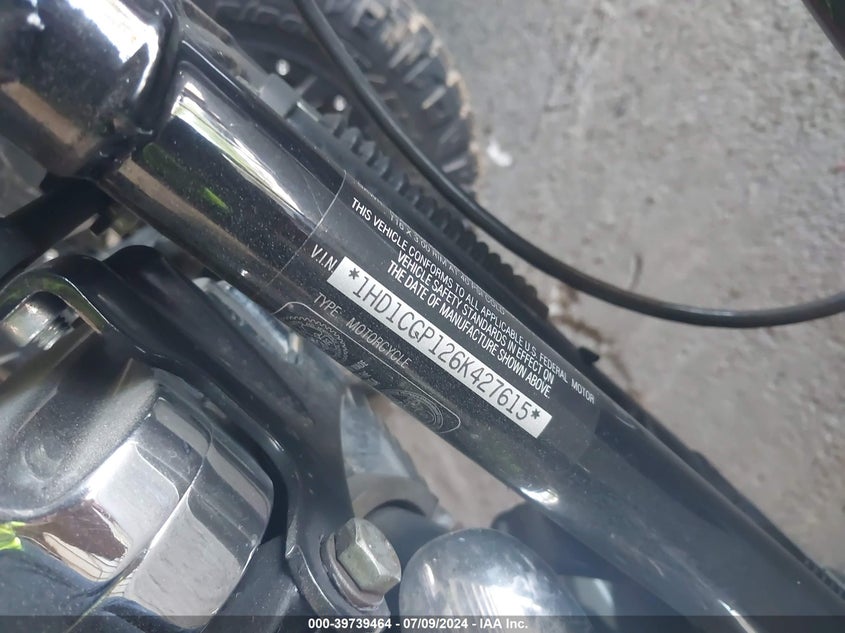 THIS VEHICLE CONFORMS TO ALL APPLICABLE U.S. FEDERAL MOTOR
VEHICLE SAFETY STANDARDS IN EFFECT ON
THE DATE OF MANUFACTURE SHOWN ABOVE.
V.I.N.
*1HD1CGP126K427615*
TYPE: MOTORCYCLE
000-39739464 - 07/09/2024 - IAA Inc.